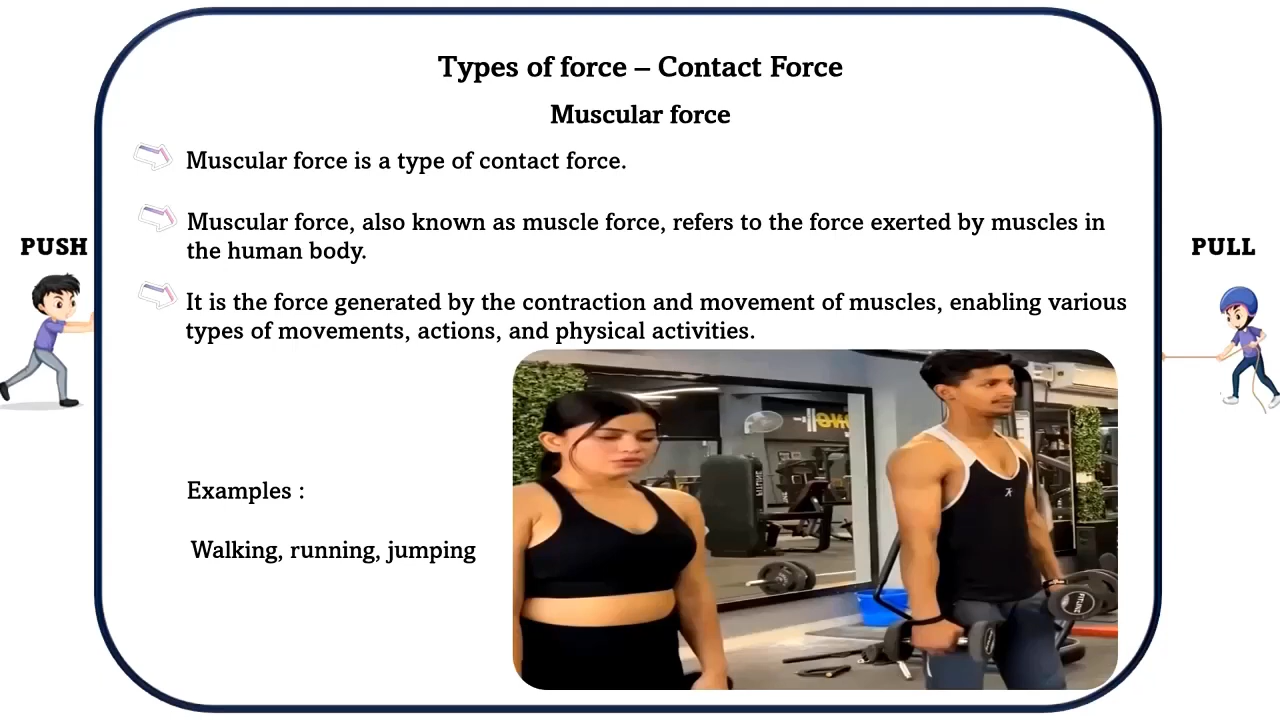 Types of force – Contact Force
Muscular force
Muscular force is a type of contact force.
Muscular force, also known as muscle force, refers to the force exerted by muscles in
the human body.
It is the force generated by the contraction and movement of muscles, enabling various
types of movements, actions, and physical activities.
PUSH
PULL
Examples :
Walking, running, jumping